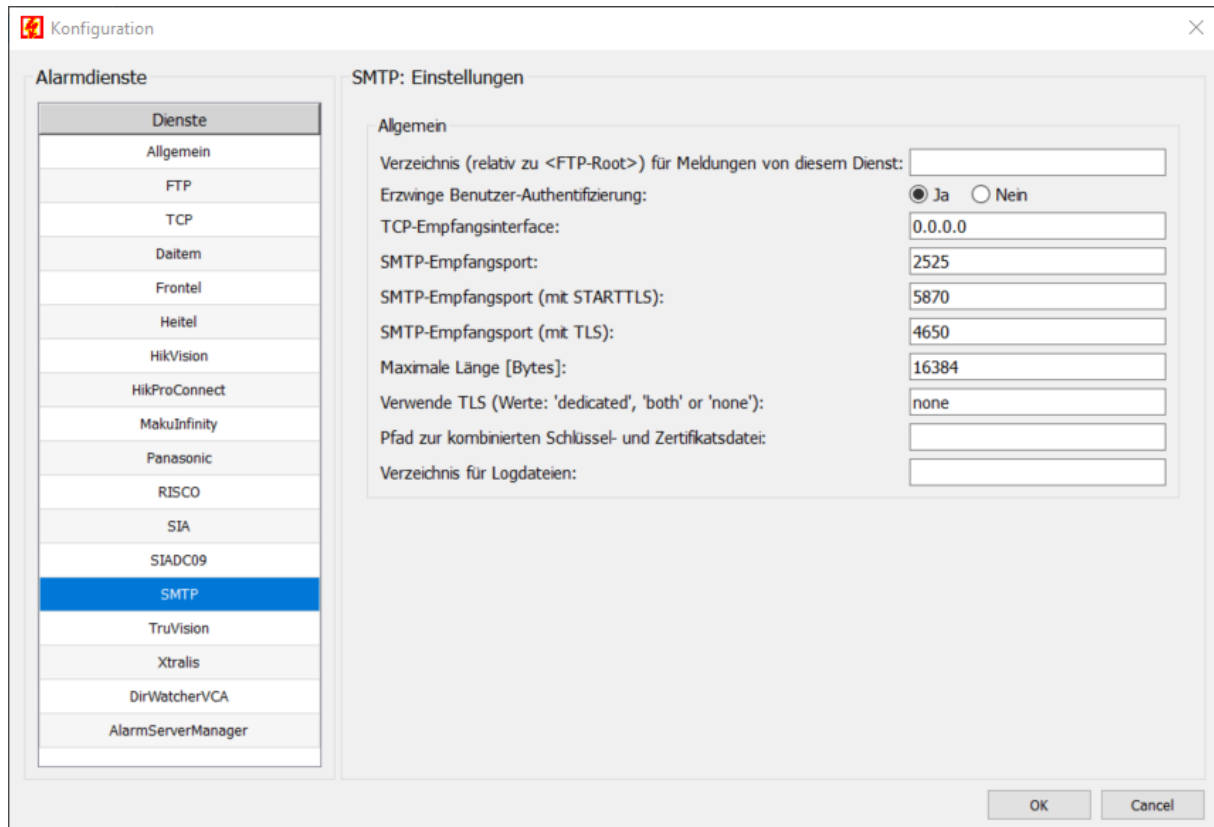 Konfiguration
Alarmdienste
Dienste
Allgemein
FTP
TCP
Daitem
Frontel
Heitel
HikVision
HikProConnect
MakuInfinity
Panasonic
RISCO
SIA
SIADC09
SMTP
TruVision
Xtralis
DirWatcherVCA
AlarmServerManager
SMTP: Einstellungen
Allgemein
Verzeichnis (relativ zu <FTP-Root>) für Meldungen von diesem Dienst:
Erzwinge Benutzer-Authentifizierung: Ja Nein
TCP-Empfangsinterface: 0.0.0.0
SMTP-Empfangsport: 2525
SMTP-Empfangsport (mit STARTTLS): 5870
SMTP-Empfangsport (mit TLS): 4650
Maximale Länge [Bytes]: 16384
Verwende TLS (Werte: 'dedicated', 'both' or 'none'): none
Pfad zur kombinierten Schlüssel- und Zertifikatsdatei:
Verzeichnis für Logdateien:
OK Cancel